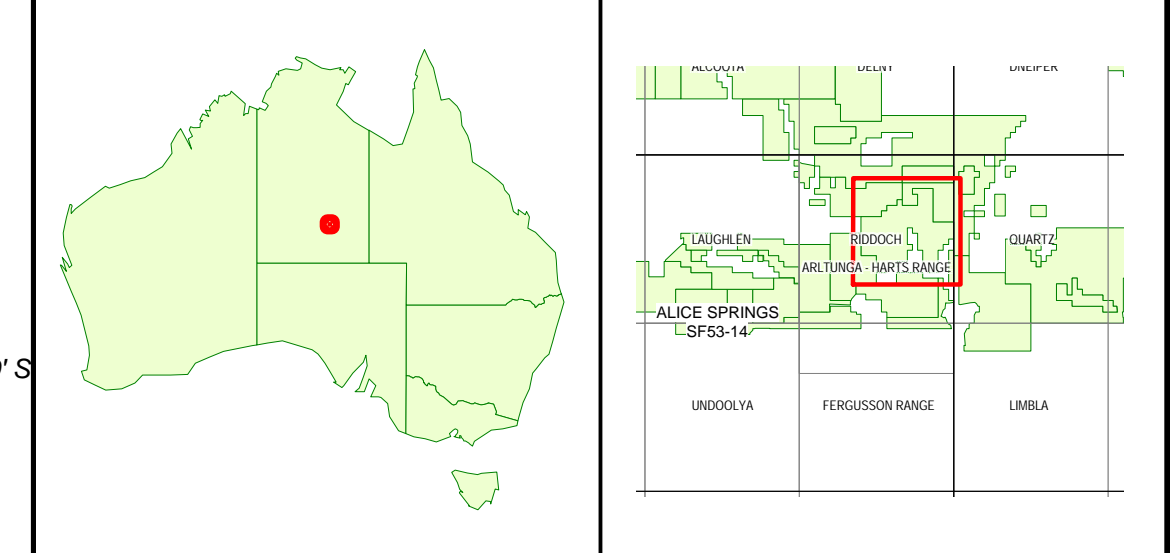 ' S
ALCOOTA
DELNY
DNEIPER
LAUGHLEN
RIDDOCH
QUARTZ
ARLTUNGA - HARTS RANGE
ALICE SPRINGS
SF53-14
UNDOOLYA
FERGUSSON RANGE
LIMBLA